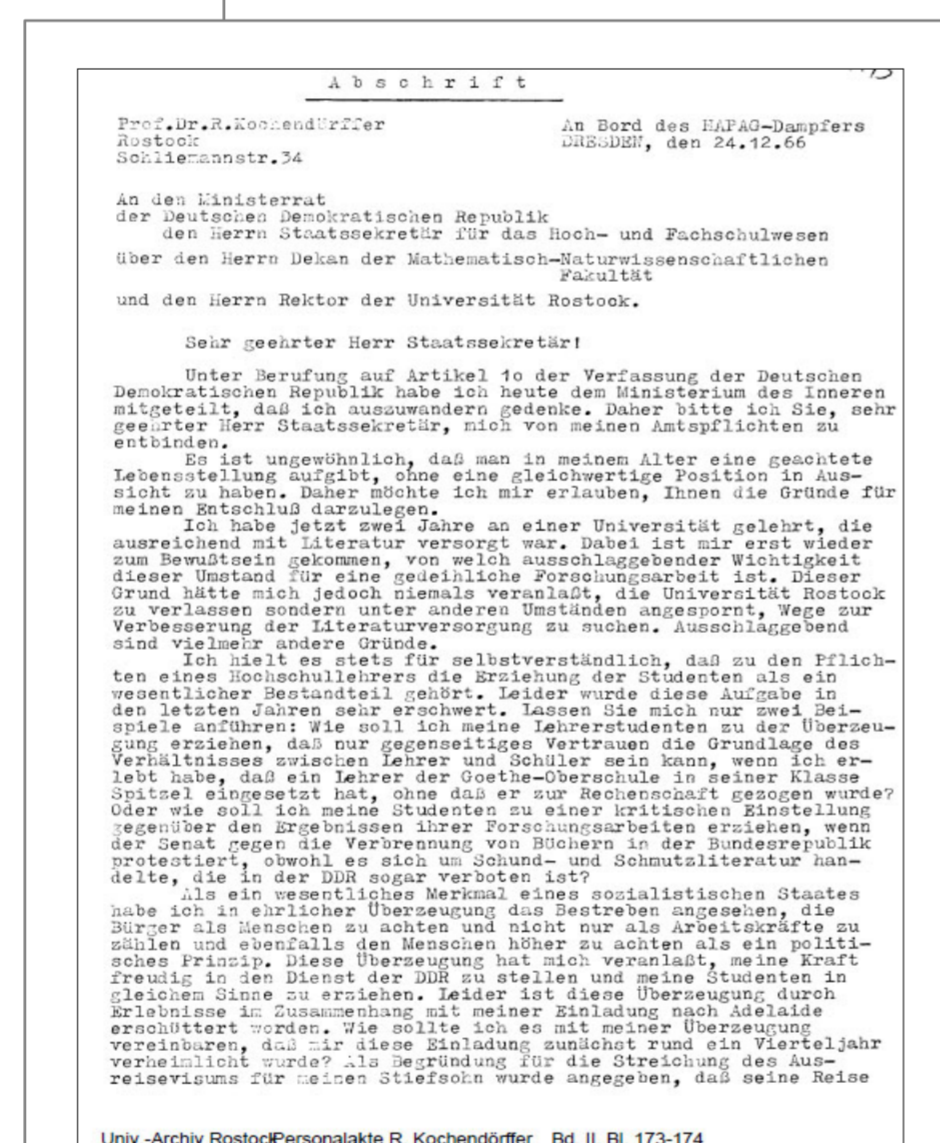 A b s c h r i f t
Prof.Dr.R.Kochendürffer
Rostock
Schliemannstr.34
An Bord des HAPAG-Dampfers
DRESDEN, den 24.12.66
An den Ministerrat
der Deutschen Demokratischen Republik
den Herrn Staatssekretär für das Hoch- und Fachschulwesen
über den Herrn Dekan der Mathematisch-Naturwissenschaftlichen
Fakultät
und den Herrn Rektor der Universität Rostock.
Sehr geehrter Herr Staatssekretär!
Unter Berufung auf Artikel 1o der Verfassung der Deutschen
Demokratischen Republik habe ich heute dem Ministerium des Inneren
mitgeteilt, daß ich auszuwandern gedenke. Daher bitte ich Sie, sehr
geehrter Herr Staatssekretär, mich von meinen Amtspflichten zu
entbinden.
Es ist ungewöhnlich, daß man in meinem Alter eine geachtete
Lebensstellung aufgibt, ohne eine gleichwertige Position in Aus-
sicht zu haben. Daher möchte ich mir erlauben, Ihnen die Gründe für
meinen Entschluß darzulegen.
Ich habe jetzt zwei Jahre an einer Universität gelehrt, die
ausreichend mit Literatur versorgt war. Dabei ist mir erst wieder
zum Bewußtsein gekommen, von welch ausschlaggebender Wichtigkeit
dieser Umstand für eine gedeihliche Forschungsarbeit ist. Dieser
Grund hätte mich jedoch niemals veranlaßt, die Universität Rostock
zu verlassen sondern unter anderen Umständen angespornt, Wege zur
Verbesserung der Literaturversorgung zu suchen. Ausschlaggebend
sind vielmehr andere Gründe.
Ich hielt es stets für selbstverständlich, daß zu den Pflich-
ten eines Hochschullehrers die Erziehung der Studenten als ein
wesentlicher Bestandteil gehört. Leider wurde diese Aufgabe in
den letzten Jahren sehr erschwert. Lassen Sie mich nur zwei Bei-
spiele anführen: Wie soll ich meine Lehrerstudenten zu der Überzeu-
gung erziehen, daß nur gegenseitiges Vertrauen die Grundlage des
Verhältnisses zwischen Lehrer und Schüler sein kann, wenn ich er-
lebt habe, daß ein Lehrer der Goethe-Oberschule in seiner Klasse
Spitzel eingesetzt hat, ohne daß er zur Rechenschaft gezogen wurde?
Oder wie soll ich meine Studenten zu einer kritischen Einstellung
gegenüber den Ergebnissen ihrer Forschungsarbeiten erziehen, wenn
der Senat gegen die Verbrennung von Büchern in der Bundesrepublik
protestiert, obwohl es sich um Schund- und Schmutzliteratur han-
delte, die in der DDR sogar verboten ist?
Als ein wesentliches Merkmal eines sozialistischen Staates
habe ich in ehrlicher Überzeugung das Bestreben angesehen, die
Bürger als Menschen zu achten und nicht nur als Arbeitskräfte zu
zählen und ebenfalls den Menschen höher zu achten als ein politi-
sches Prinzip. Diese Überzeugung hat mich veranlaßt, meine Kraft
freudig in den Dienst der DDR zu stellen und meine Studenten in
gleichem Sinne zu erziehen. Leider ist diese Überzeugung durch
Erlebnisse im Zusammenhang mit meiner Einladung nach Adelaide
erschüttert worden. Wie sollte ich es mit meiner Überzeugung
vereinbaren, daß mir diese Einladung zunächst rund ein Vierteljahr
verheimlicht wurde? Als Begründung für die Streichung des Aus-
reisevisums für meinen Stiefsohn wurde angegeben, daß seine Reise
Univ.-Archiv Rostock Personalakte R. Kochendörffer Bd. II Bl. 173-174